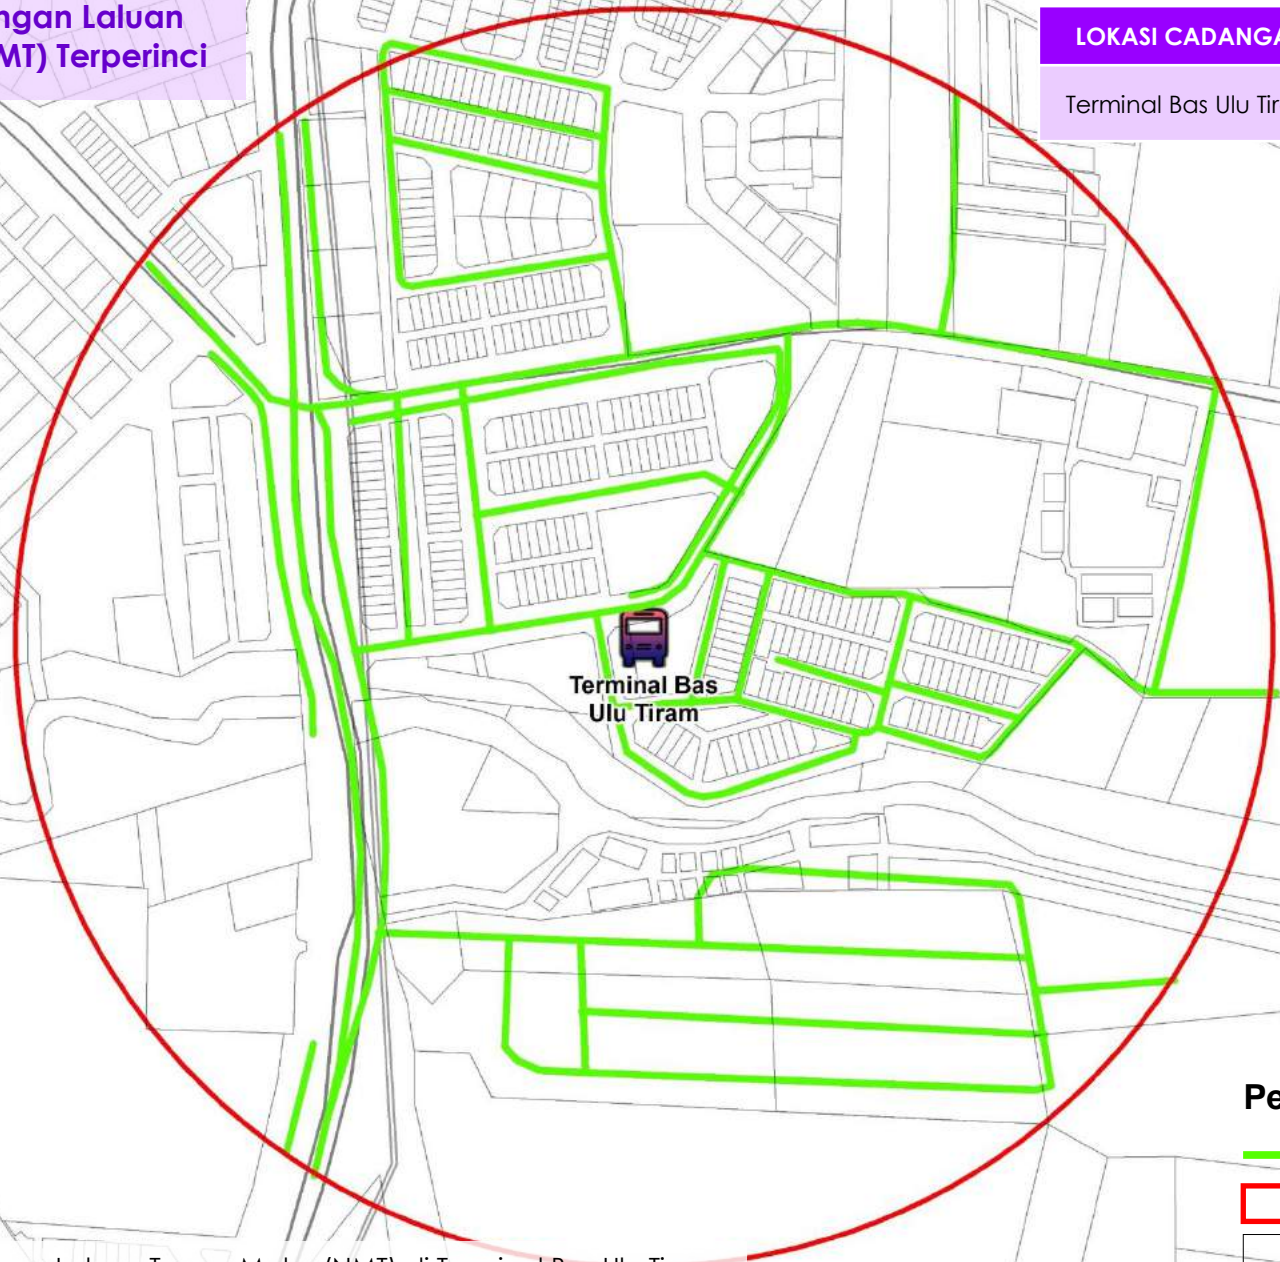 ngan Laluan
MT) Terperinci
LOKASI CADANGA
Terminal Bas Ulu Tir
Terminal Bas
Ulu Tiram
Pe